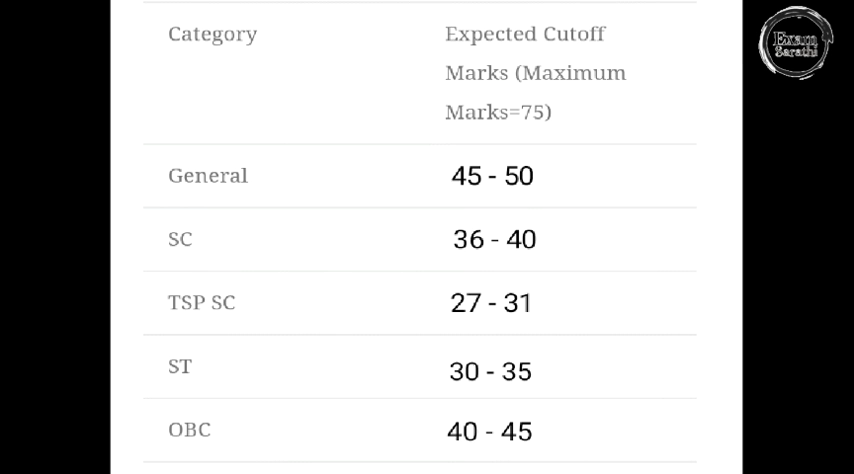 Category
Expected Cutoff
Marks (Maximum
Marks=75)
General
45 - 50
SC
36 - 40
TSP SC
27 - 31
ST
30 - 35
OBC
40 - 45
Exam
Sarathi